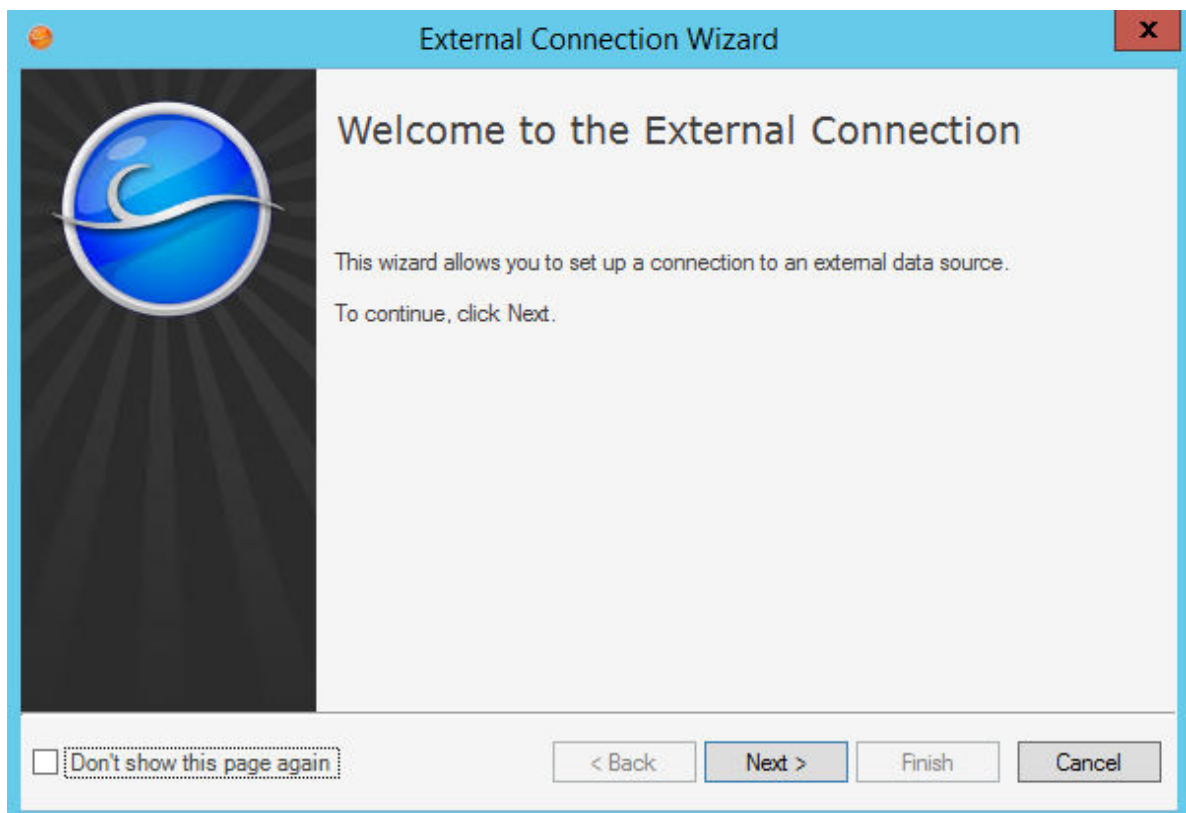 External Connection Wizard
x
Welcome to the External Connection
This wizard allows you to set up a connection to an external data source.
To continue, click Next.
Don't show this page again
< Back
Next >
Finish
Cancel